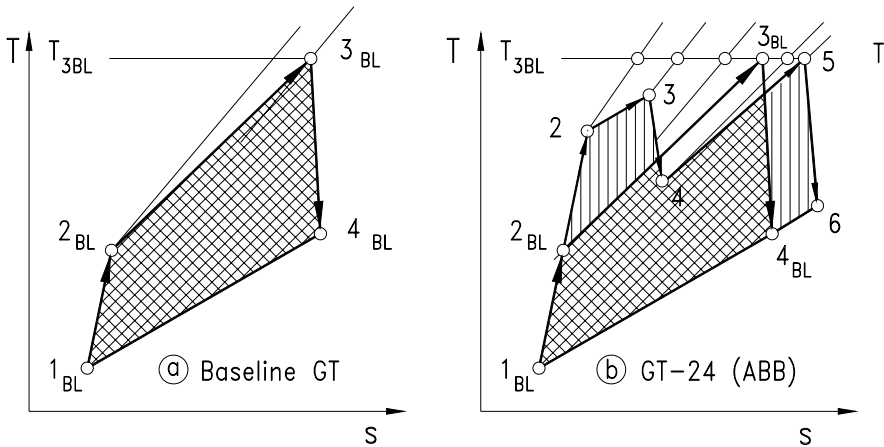 T
T3BL
3BL
2BL
4BL
1BL
a Baseline GT
s
T
T3BL
3BL
5
2
3
4
2BL
6
4BL
1BL
b GT-24 (ABB)
s
T